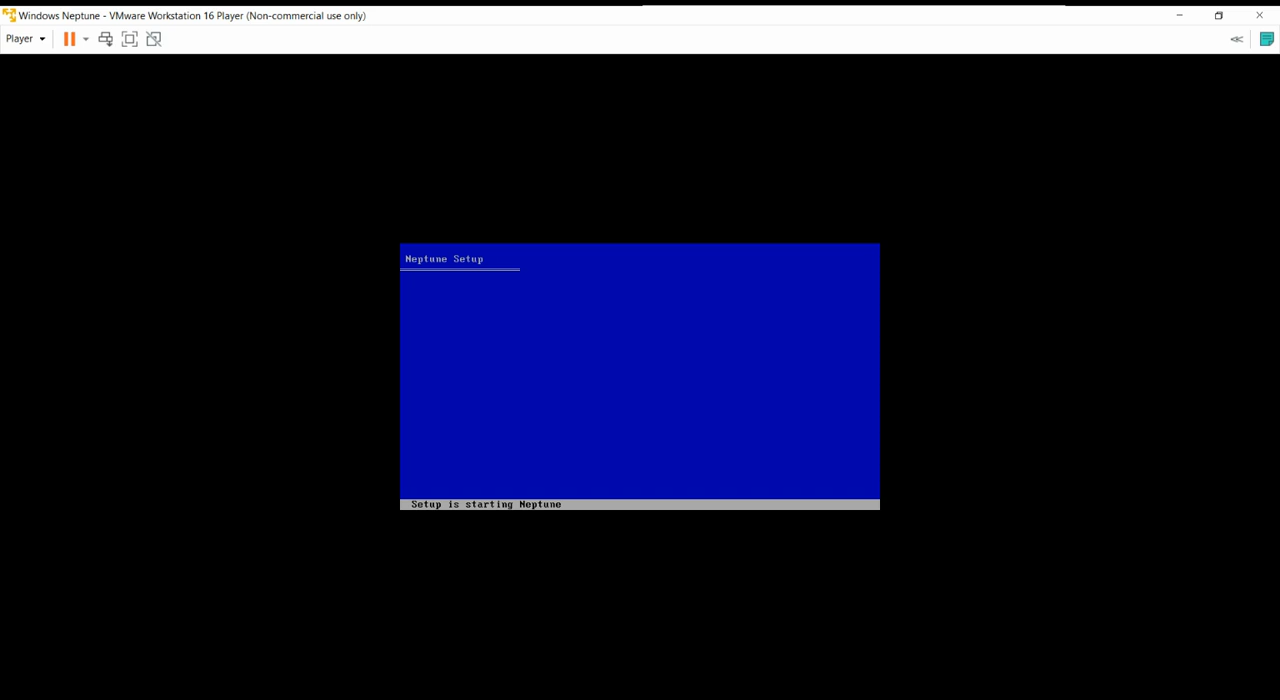 Windows Neptune - VMware Workstation 16 Player (Non-commercial use only)
Player
Neptune Setup
Setup is starting Neptune